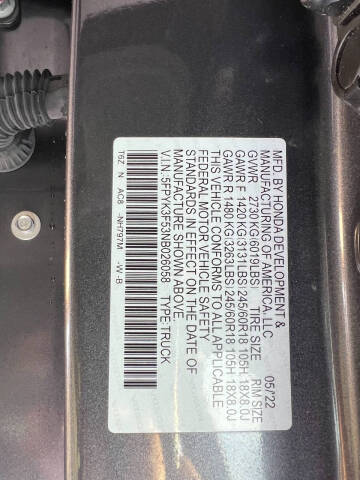 MFD. BY HONDA DEVELOPMENT &
MANUFACTURING OF AMERICA, LLC 05/22
GVWR 2730KG(6019LBS) TIRE SIZE RIM SIZE
GAWR F 1420KG(3131LBS) 245/60R18 105H 18X8.0J
GAWR R 1480KG(3263LBS) 245/60R18 105H 18X8.0J
THIS VEHICLE CONFORMS TO ALL APPLICABLE
FEDERAL MOTOR VEHICLE SAFETY
STANDARDS IN EFFECT ON THE DATE OF
MANUFACTURE SHOWN ABOVE.
V.I.N.:5FPYK3F53NB026058 TYPE:TRUCK
T6Z N AC8 -NH797M -W-B